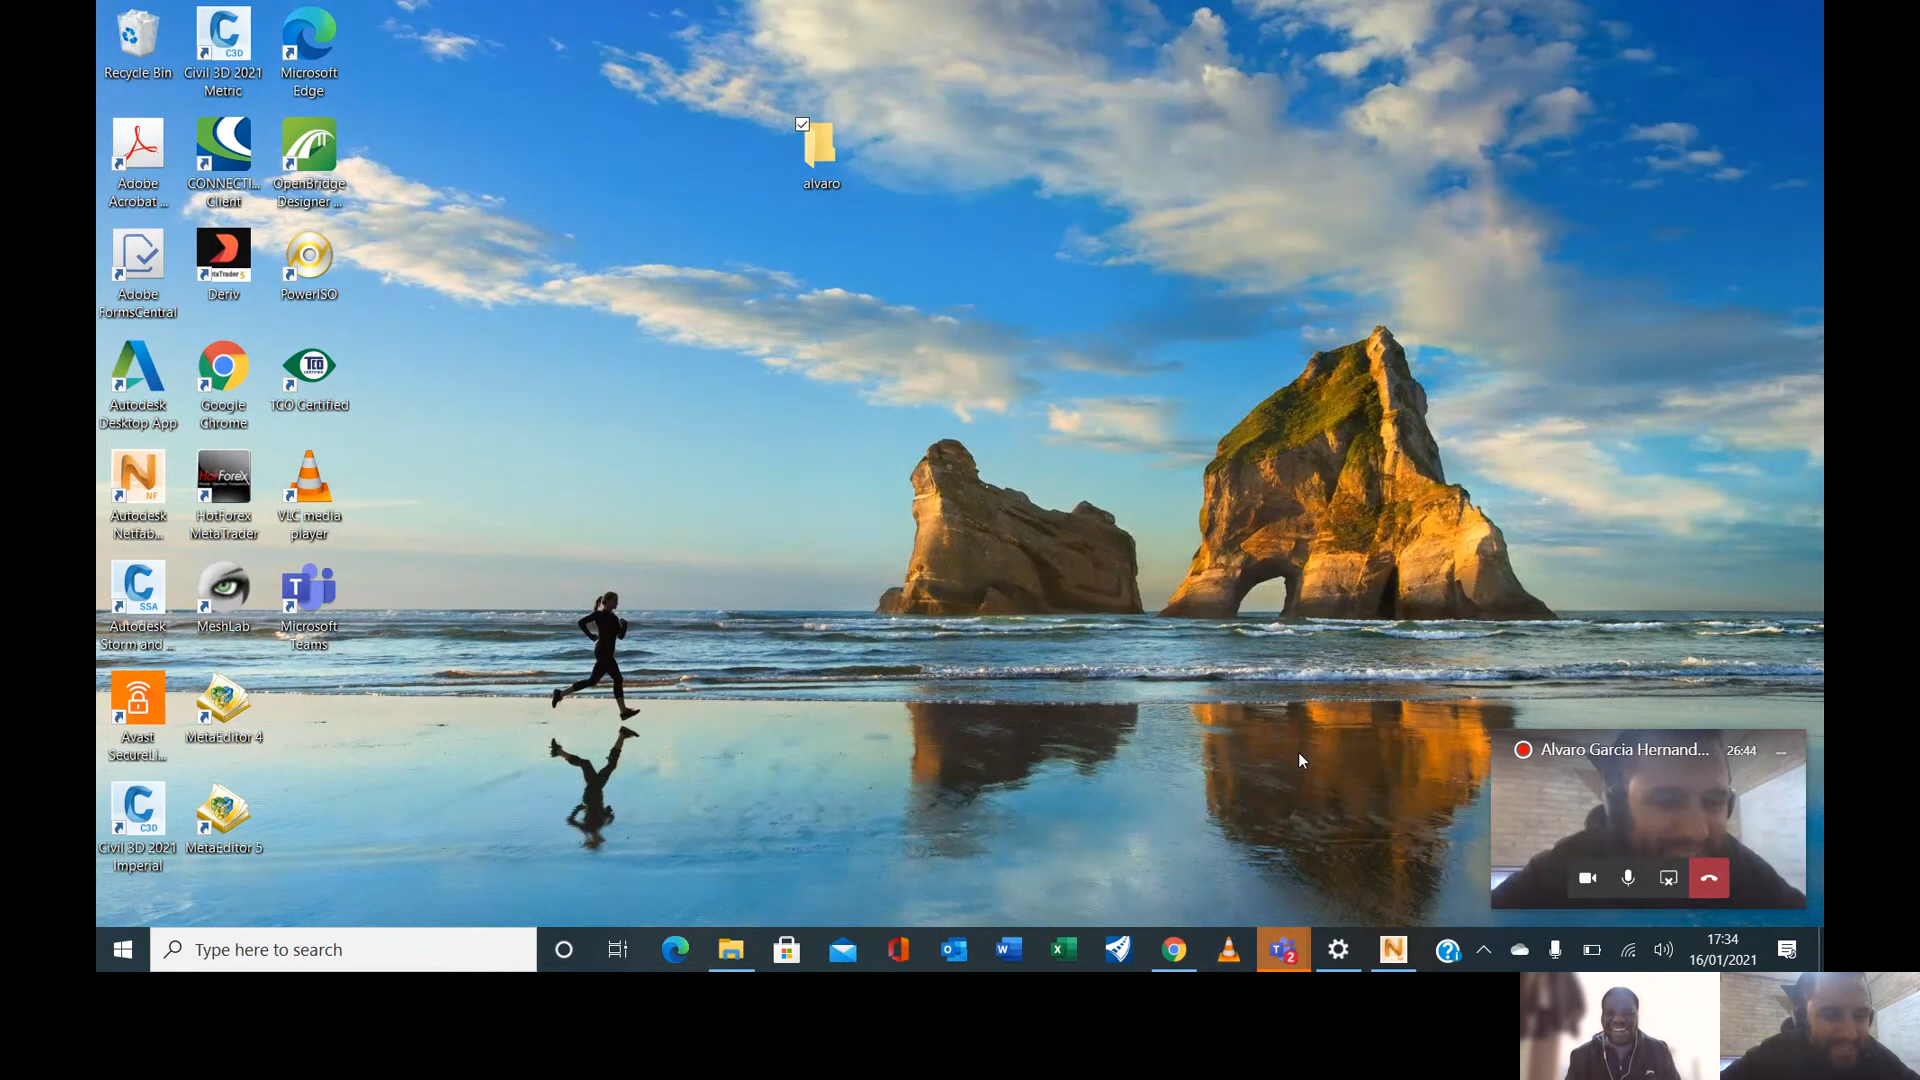 Recycle Bin
Civil 3D 2021
Metric
Microsoft
Edge
Adobe
Acrobat ...
CONNECTI...
Client
OpenBridge
Designer ...
Adobe
FormsCentral
Deriv
PowerISO
Autodesk
Desktop App
Google
Chrome
TCO Certified
Autodesk
Netfab...
HotForex
MetaTrader
VLC media
player
Autodesk
Storm and ...
MeshLab
Microsoft
Teams
Avast
SecureLi...
MetaEditor 4
Civil 3D 2021
Imperial
MetaEditor 5
alvaro
Alvaro Garcia Hernand...
26:44
Type here to search
17:34
16/01/2021